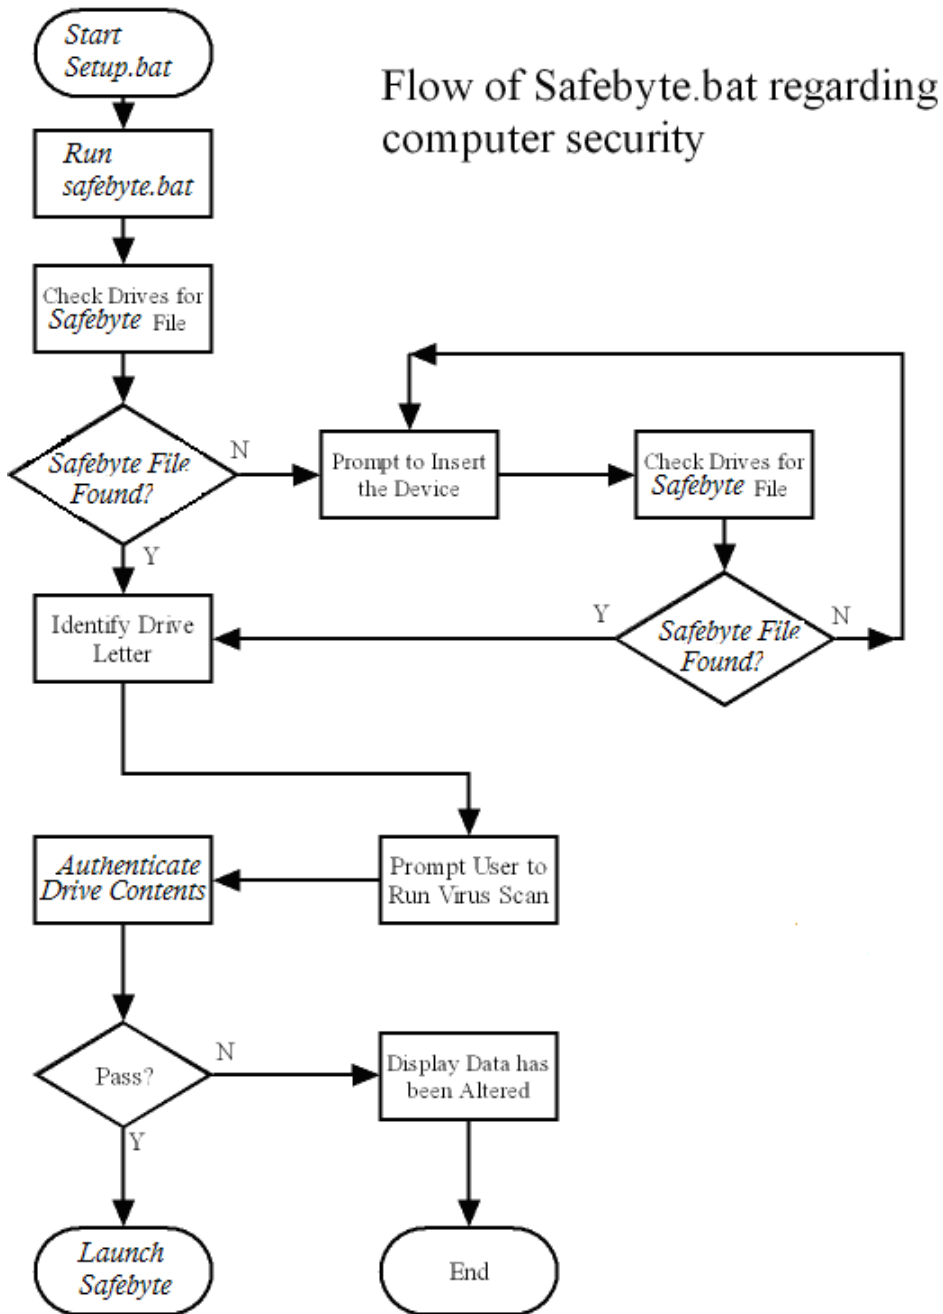 Start
Setup.bat
Flow of Safebyte.bat regarding
computer security
Run
safebyte.bat
Check Drives for
Safebyte File
Safebyte File
Found?
N
Y
Prompt to Insert
the Device
Check Drives for
Safebyte File
Safebyte File
Found?
Y
N
Identify Drive
Letter
Prompt User to
Run Virus Scan
Authenticate
Drive Contents
Pass?
N
Y
Display Data has
been Altered
Launch
Safebyte
End